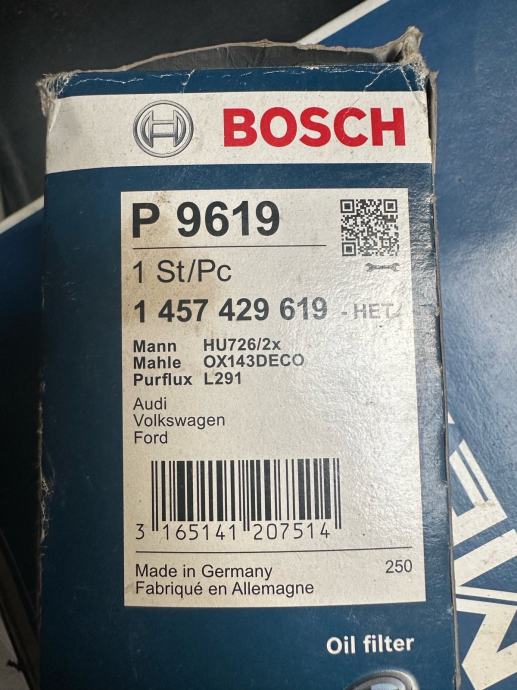 BOSCH
P 9619
1 St/Pc
1 457 429 619 - HET-
Mann HU726/2x
Mahle OX143DECO
Purflux L291
Audi
Volkswagen
Ford
3 165141 207514
Made in Germany 250
Fabriqué en Allemagne
Oil filter